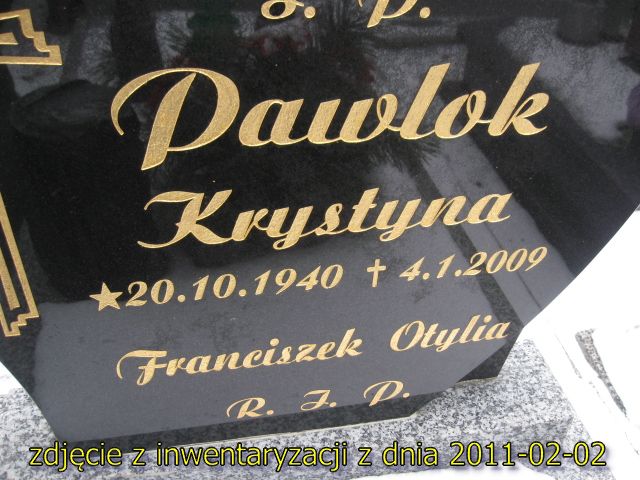 Ś. P.
Pawlok
Krystyna
★20.10.1940 ✝ 4.1.2009
Franciszek Otylia
R. I. P.
zdjęcie z inwentaryzacji z dnia 2011-02-02